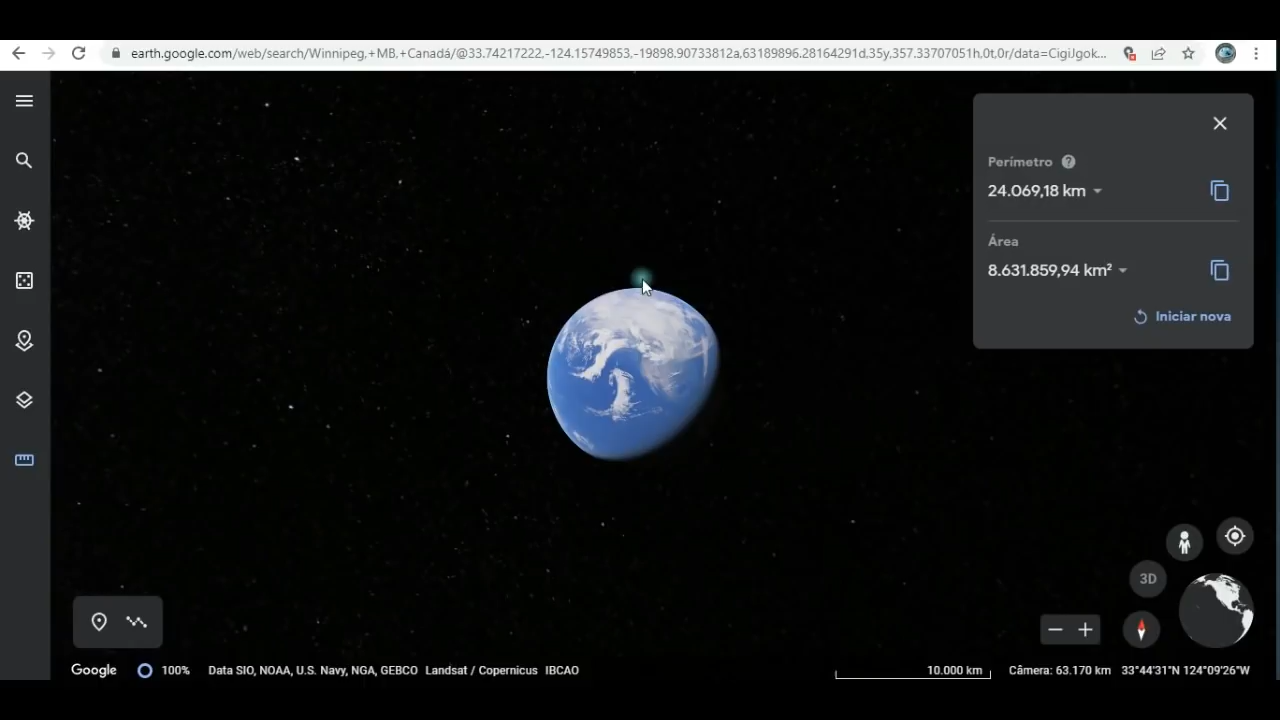 earth.google.com/web/search/Winnipeg,+MB,+Canadá/@33.74217222,-124.15749853,-19898.90733812a,63189896.28164291d,35y,357.33707051h,0t,0r/data=CigiJgok...
Perímetro ?
24.069,18 km
Área
8.631.859,94 km²
Iniciar nova
3D
Google 100% Data SIO, NOAA, U.S. Navy, NGA, GEBCO Landsat / Copernicus IBCAO 10.000 km Câmera: 63.170 km 33°44'31"N 124°09'26"W